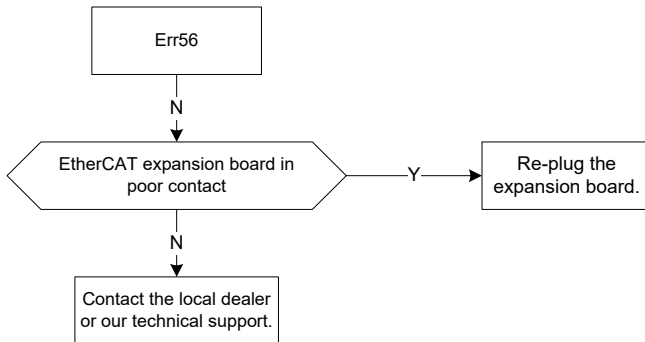 Err56
N
EtherCAT expansion board in
poor contact
Y
Re-plug the
expansion board.
N
Contact the local dealer
or our technical support.